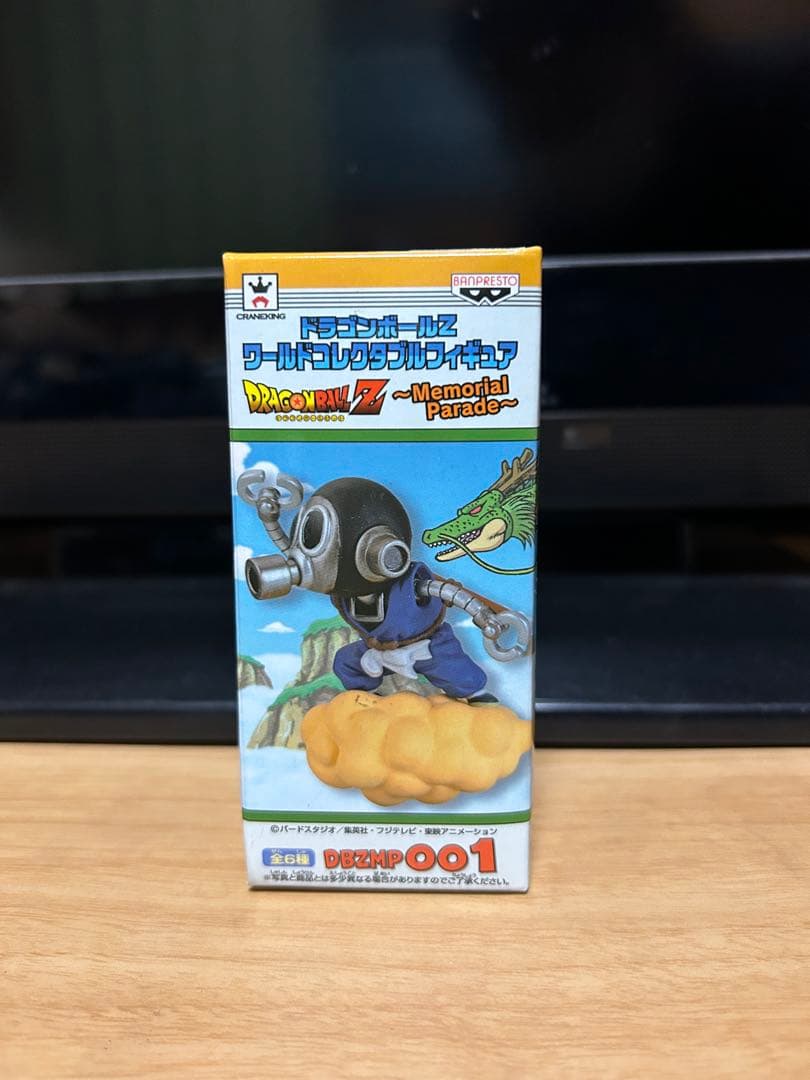 CRANEKING
BANPRESTO
ドラゴンボールZ
ワールドコレクタブルフィギュア
DRAGONBALL Z
〜Memorial
Parade〜
©バードスタジオ/集英社・フジテレビ・東映アニメーション
全6種
DBZMP001
※写真と商品とは多少異なる場合がありますのでご了承ください。